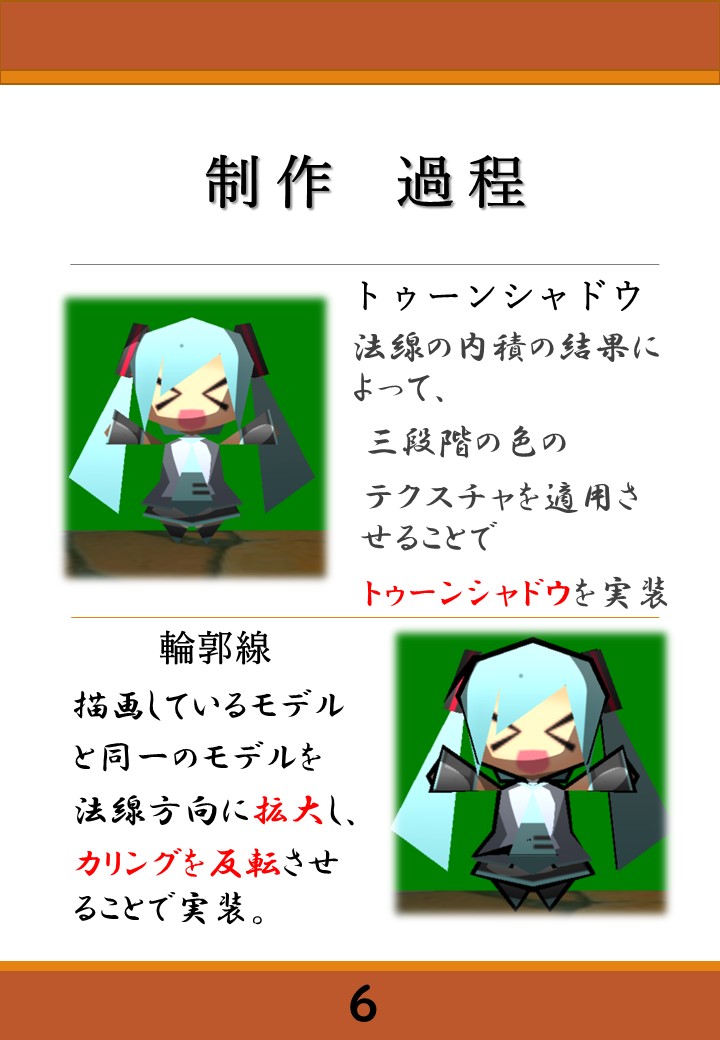 制作　過程
トゥーンシャドウ
法線の内積の結果に
よって、
三段階の色の
テクスチャを適用さ
せることで
トゥーンシャドウを実装
輪郭線
描画しているモデル
と同一のモデルを
法線方向に拡大し、
カリングを反転させ
ることで実装。
6